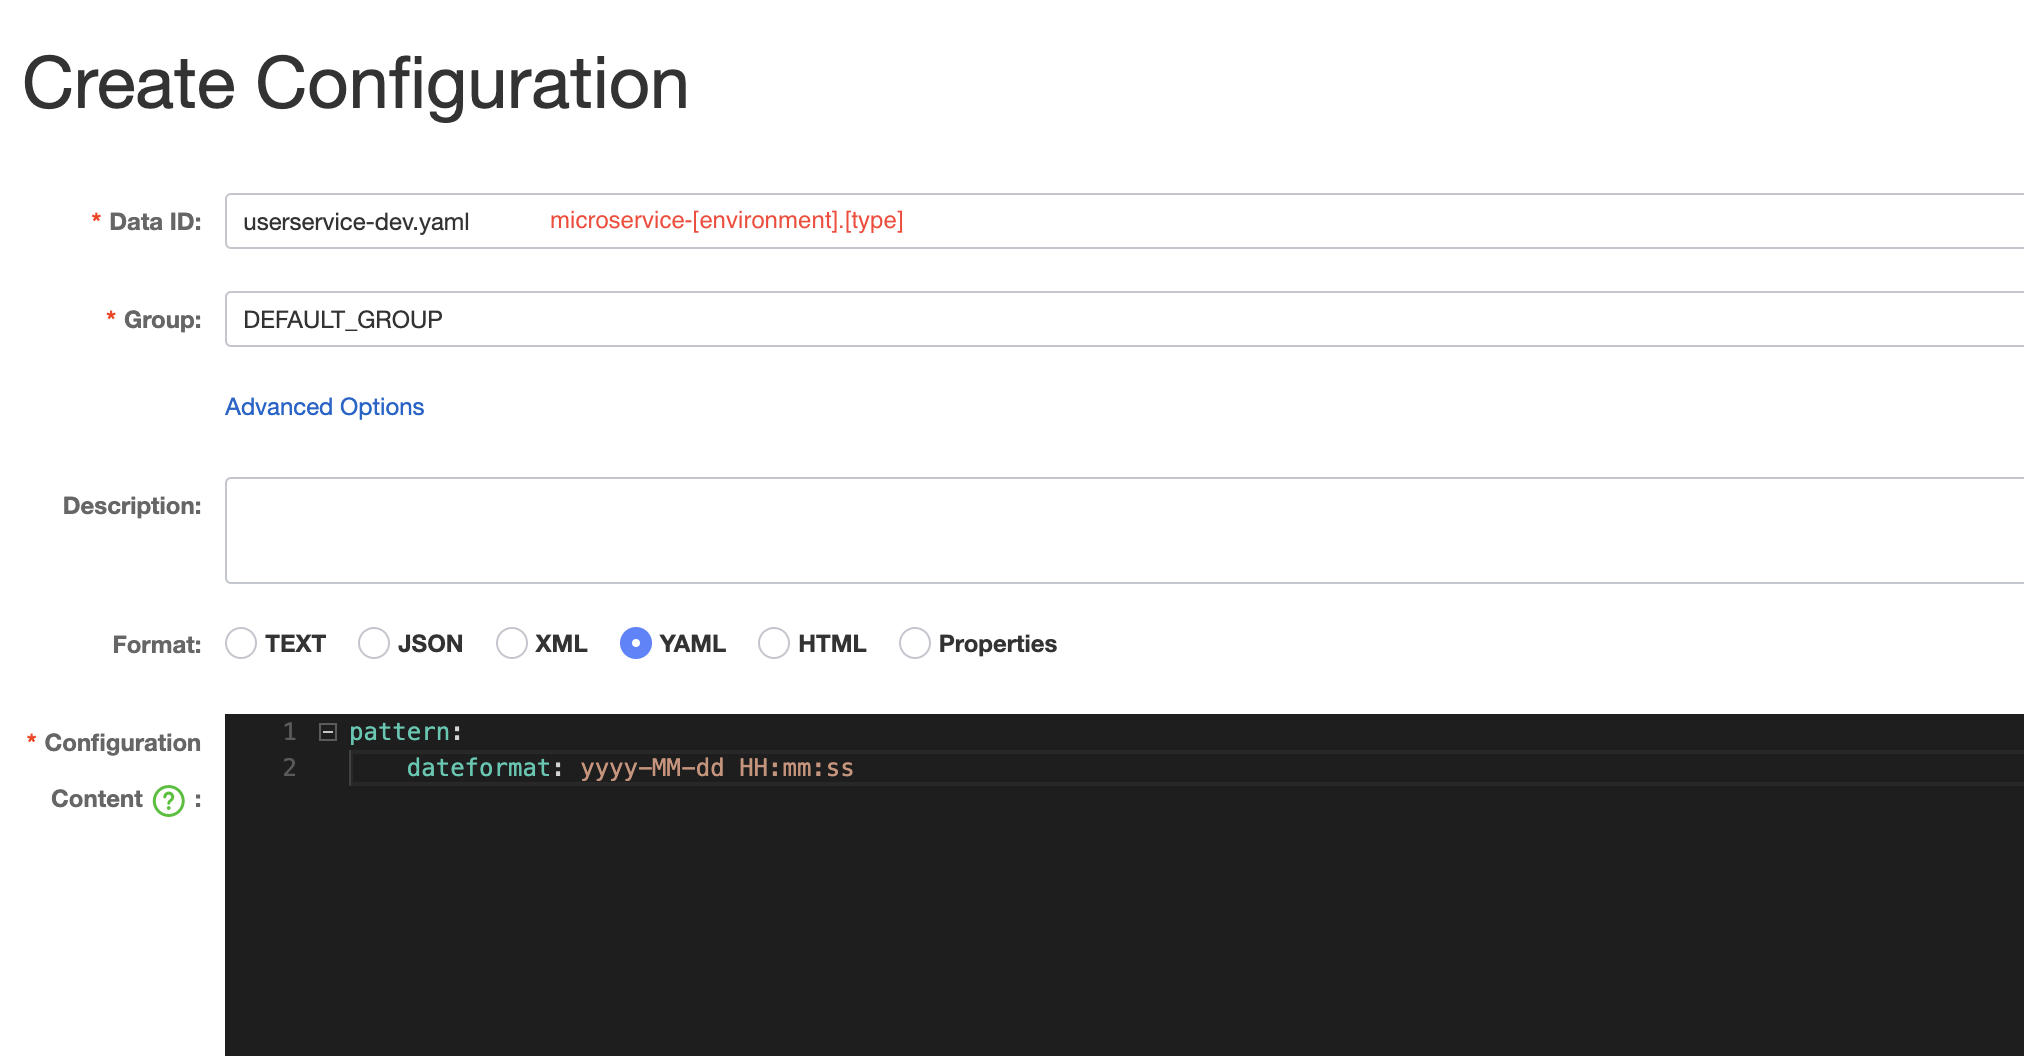 Create Configuration
* Data ID: userservice-dev.yaml microservice-[environment].[type]
* Group: DEFAULT_GROUP
Advanced Options
Description:
Format: TEXT JSON XML YAML HTML Properties
* Configuration
Content ? :
1 pattern:
2 dateformat: yyyy-MM-dd HH:mm:ss